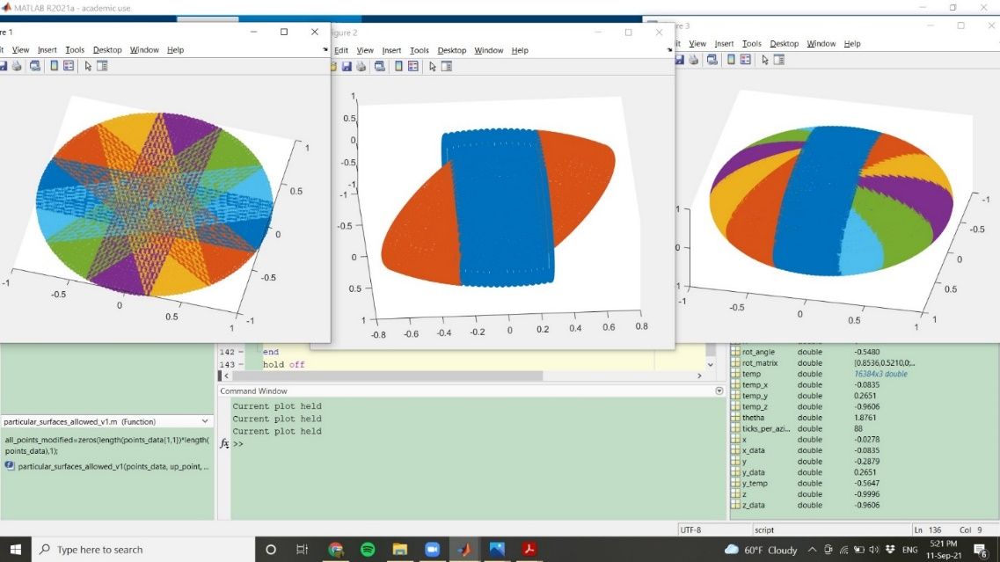 MATLAB R2021a - academic use
re 1
it View Insert Tools Desktop Window Help
1
0.5
0
-0.5
-1
-1
-0.5
0
0.5
1
igure 2
Edit View Insert Tools Desktop Window Help
1
0.5
0
-0.5
-1
-1
-0.5
0
0.5
1
-0.8 -0.6 -0.4 -0.2 0 0.2 0.4 0.6 0.8
re 3
it View Insert Tools Desktop Window Help
-1
-0.5
0
0.5
1
1
0
1
-1
-0.5
0
0.5
1
142 - end
143 - hold off
Command Window
Current plot held
Current plot held
Current plot held
fx >>
particular_surfaces_allowed_v1.m (Function)
all_points_modified=zeros(length(points_data{1,1})*length(
points_data),1);
particular_surfaces_allowed_v1(points_data, up_point, ...
double
rot_angle double -0.5480
rot_matrix double [0.8536,0.5210,0;...
temp double 16384x3 double
temp_x double -0.0835
temp_y double 0.2651
temp_z double -0.9606
thetha double 1.8761
ticks_per_azi... double 88
x double -0.0278
x_data double -0.0835
y double -0.2879
y_data double 0.2651
y_temp double -0.5647
z double -0.9996
z_data double -0.9606
UTF-8 script Ln 136 Col 9
Type here to search
60°F Cloudy ENG 5:21 PM
11-Sep-21
6